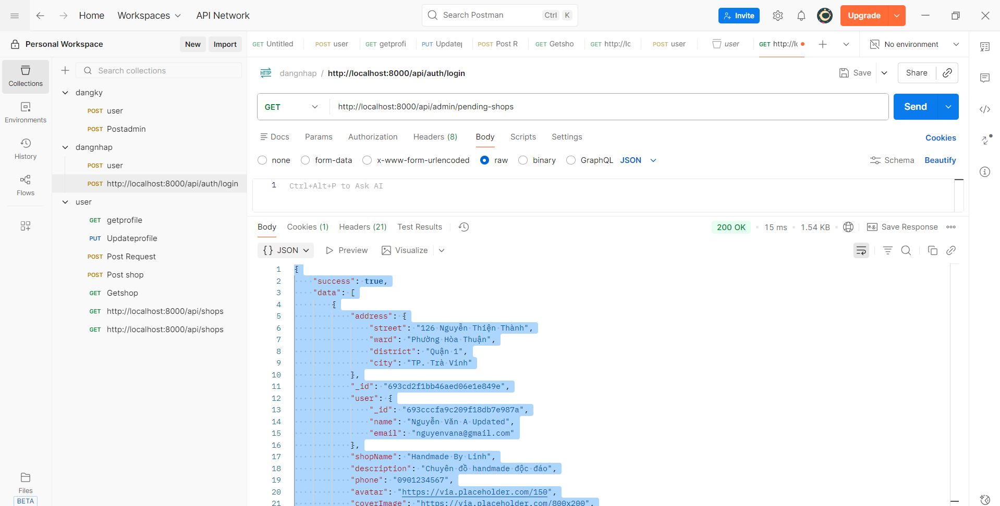 Home
Workspaces
API Network
Search Postman
Ctrl
K
Invite
Upgrade
Personal Workspace
New
Import
GET Untitled
POST user
GET getprofi
PUT Updatep
POST Post R
GET Getsho
GET http://lc
POST user
user
GET http://lc
No environment
Collections
Environments
History
Flows
Files
BETA
Search collections
dangky
POST user
POST Postadmin
dangnhap
POST user
POST http://localhost:8000/api/auth/login
user
GET getprofile
PUT Updateprofile
POST Post Request
POST Post shop
GET Getshop
GET http://localhost:8000/api/shops
GET http://localhost:8000/api/shops
HTTP dangnhap / http://localhost:8000/api/auth/login
Save
Share
GET http://localhost:8000/api/admin/pending-shops
Send
Docs Params Authorization Headers (8) Body Scripts Settings
Cookies
none form-data x-www-form-urlencoded raw binary GraphQL JSON
Schema Beautify
1 Ctrl+Alt+P to Ask AI
Body Cookies (1) Headers (21) Test Results
200 OK • 15 ms • 1.54 KB • e.g. Save Response
{} JSON Preview Visualize
1 {
2 "success": true,
3 "data": [
4 {
5 "address": {
6 "street": "126 Nguyễn Thiện Thành",
7 "ward": "Phường Hòa Thuận",
8 "district": "Quận 1",
9 "city": "TP. Trà Vinh"
10 },
11 "_id": "693cd2f1bb46aed06e1e849e",
12 "user": {
13 "_id": "693cccfa9c209f18db7e987a",
14 "name": "Nguyễn Văn A Updated",
15 "email": "nguyenvana@gmail.com"
16 },
17 "shopName": "Handmade By Linh",
18 "description": "Chuyên đồ handmade độc đáo",
19 "phone": "0901234567",
20 "avatar": "https://via.placeholder.com/150",
21 "coverImage": "https://via.placeholder.com/800x200",